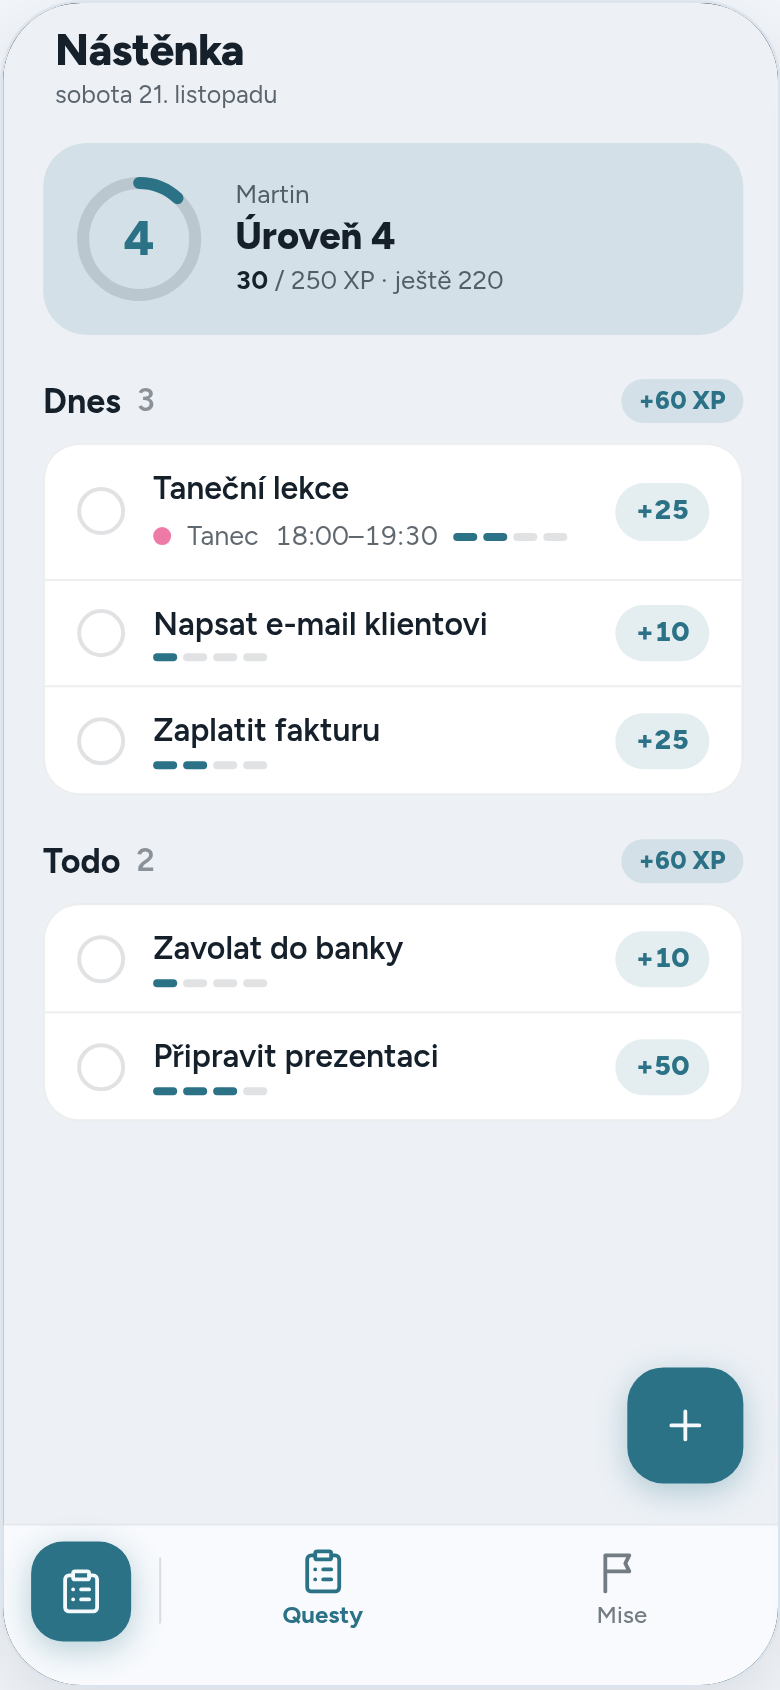 Nástěnka
sobota 21. listopadu
4
Martin
Úroveň 4
30 / 250 XP · ještě 220
Dnes 3
+60 XP
Taneční lekce
Tanec 18:00–19:30
+25
Napsat e-mail klientovi
+10
Zaplatit fakturu
+25
Todo 2
+60 XP
Zavolat do banky
+10
Připravit prezentaci
+50
Questy
Mise